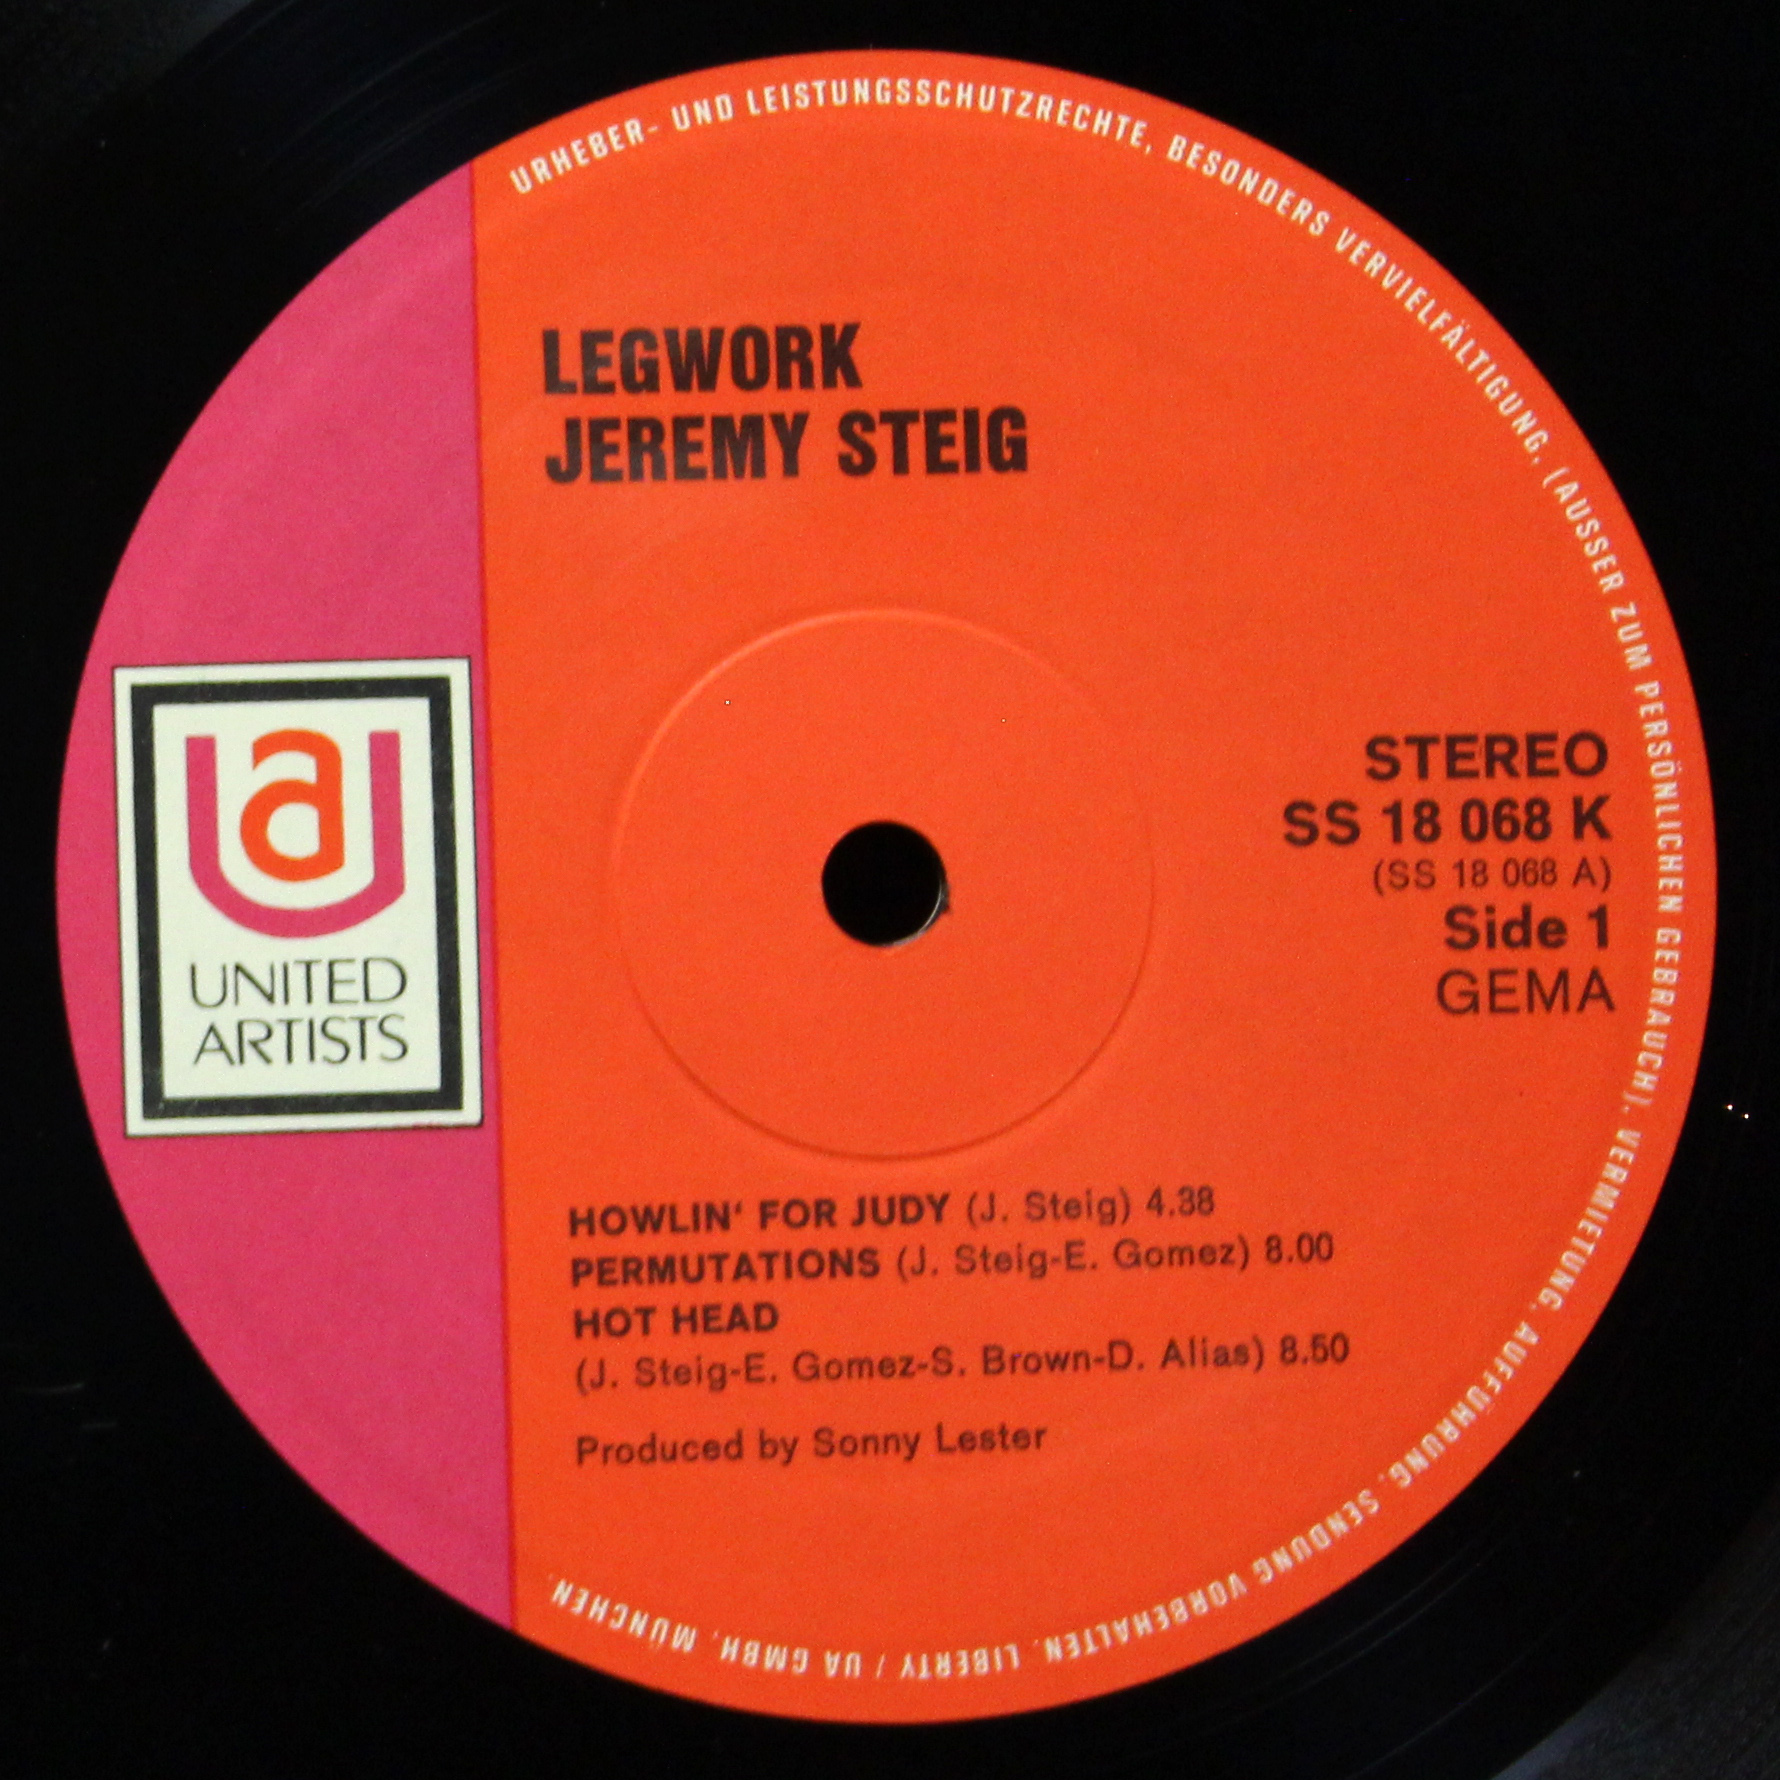 URHEBER- UND LEISTUNGSSCHUTZRECHTE, BESONDERS VERVIELFÄLTIGUNG, (AUSSER ZUM PERSÖNLICHEN GEBRAUCH), VERMIETUNG, AUFFÜHRUNG, SENDUNG VORBEHALTEN. LIBERTY / UA GMBH, MÜNCHEN.
LEGWORK
JEREMY STEIG
ua
UNITED
ARTISTS
STEREO
SS 18 068 K
(SS 18 068 A)
Side 1
GEMA
HOWLIN‘ FOR JUDY (J. Steig) 4.38
PERMUTATIONS (J. Steig-E. Gomez) 8.00
HOT HEAD
(J. Steig-E. Gomez-S. Brown-D. Alias) 8.50
Produced by Sonny Lester